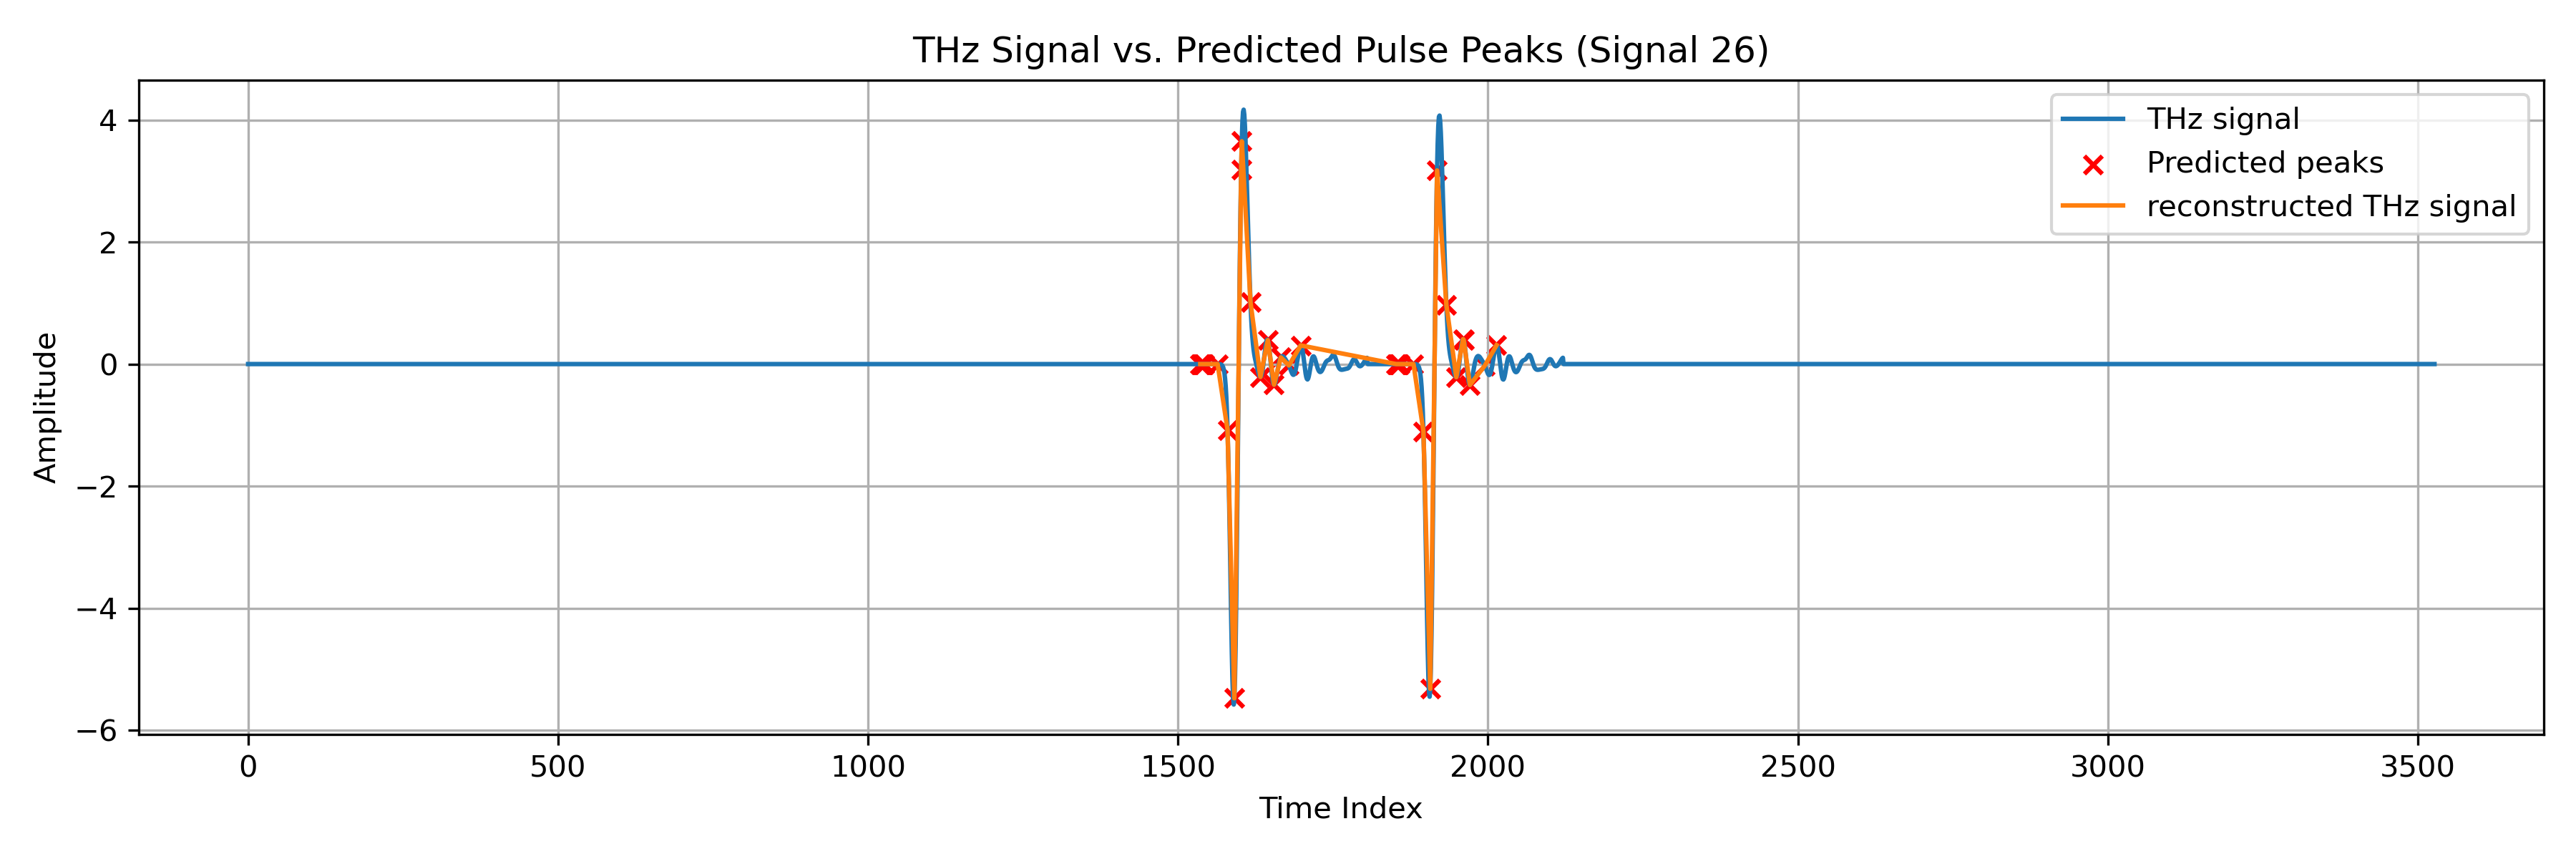 THz Signal vs. Predicted Pulse Peaks (Signal 26)
THz signal
Predicted peaks
reconstructed THz signal
Amplitude
4
2
0
−2
−4
−6
0 500 1000 1500 2000 2500 3000 3500
Time Index